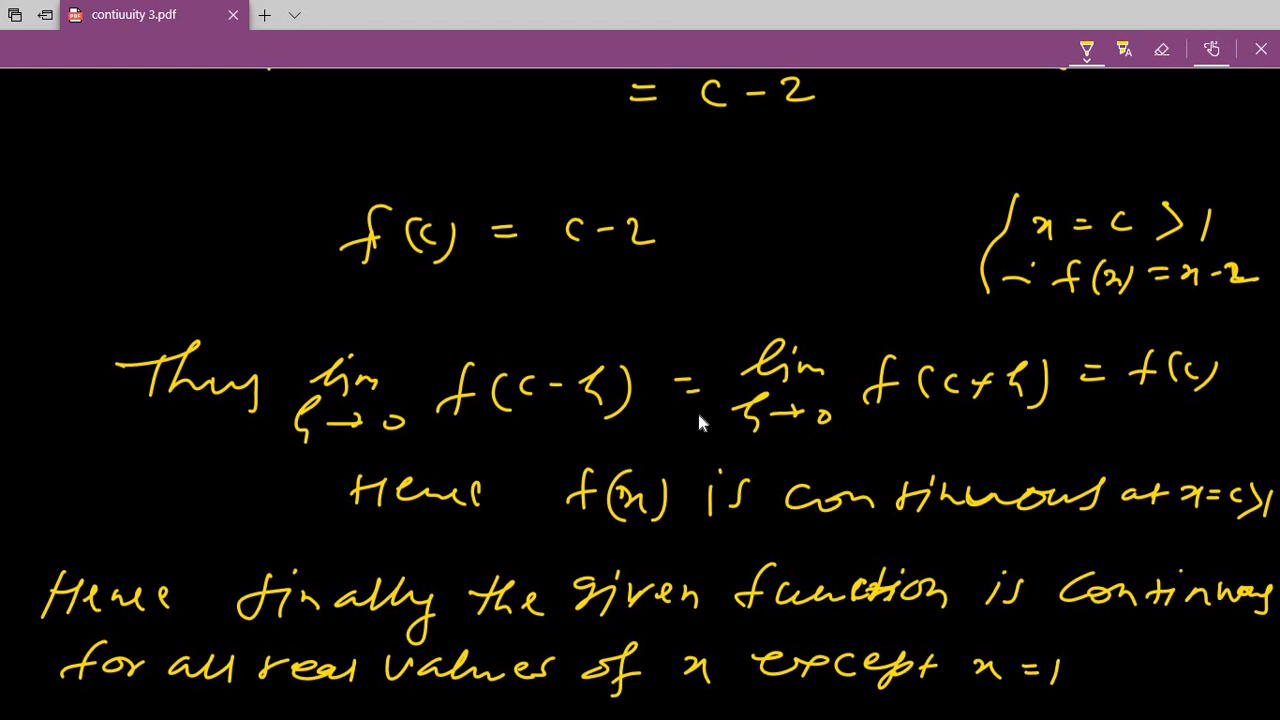 contiuuity 3.pdf
= c - 2
f(c) = c - 2
{ x = c > 1
∴ f(x) = x - 2
Thus lim h→0 f(c - h) = lim h→0 f(c + h) = f(c)
Hence f(x) is continuous at x = c > 1
Hence finally the given function is continuous
for all real values of x except x = 1